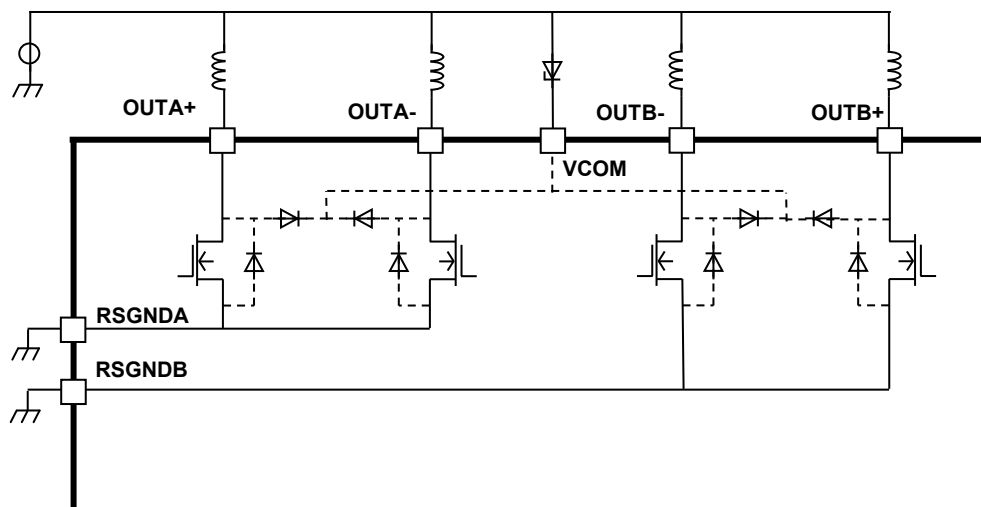 OUTA+
OUTA-
OUTB-
OUTB+
VCOM
RSGNDA
RSGNDB